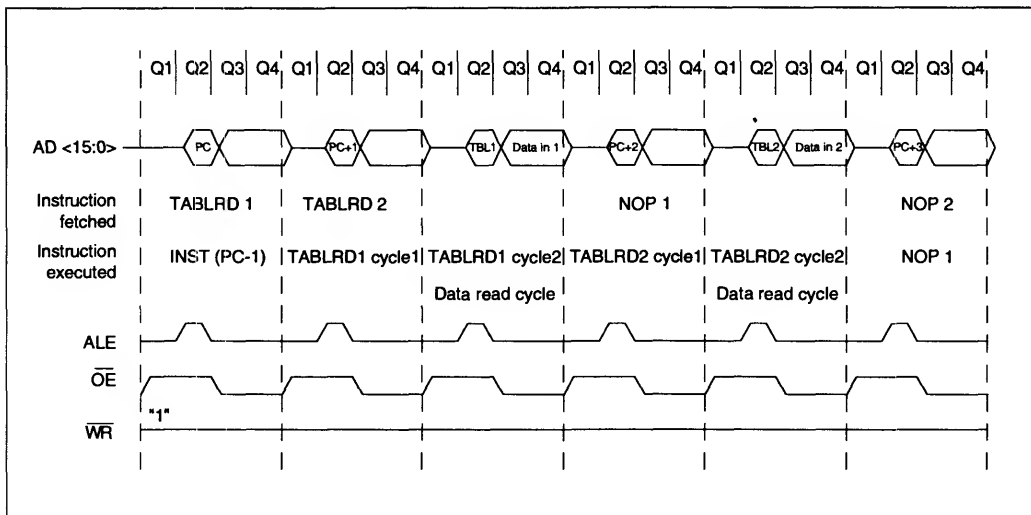 Q1 Q2 Q3 Q4 Q1 Q2 Q3 Q4 Q1 Q2 Q3 Q4 Q1 Q2 Q3 Q4 Q1 Q2 Q3 Q4 Q1 Q2 Q3 Q4
AD <15:0> PC PC+1 TBL1 Data in 1 PC+2 TBL2 Data in 2 PC+3
Instruction fetched TABLRD 1 TABLRD 2 NOP 1 NOP 2
Instruction executed INST (PC-1) TABLRD1 cycle1 TABLRD1 cycle2 TABLRD2 cycle1 TABLRD2 cycle2 NOP 1
Data read cycle Data read cycle
ALE
OE
"1"
WR